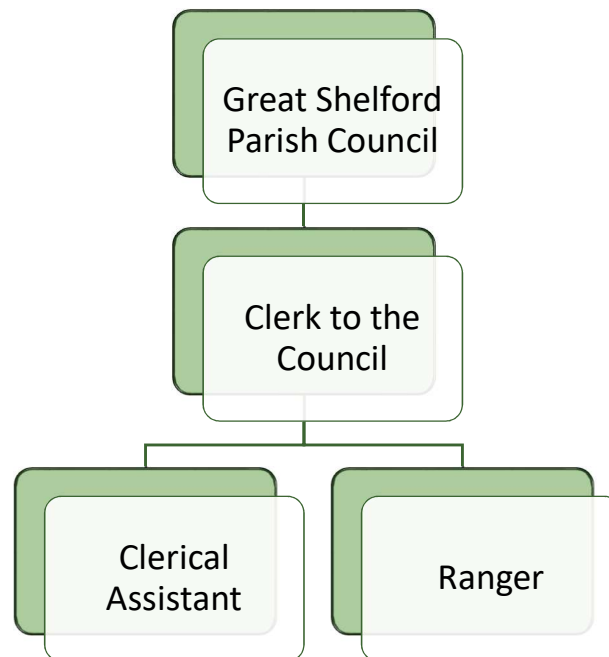 Great Shelford
Parish Council
Clerk to the
Council
Clerical
Assistant
Ranger